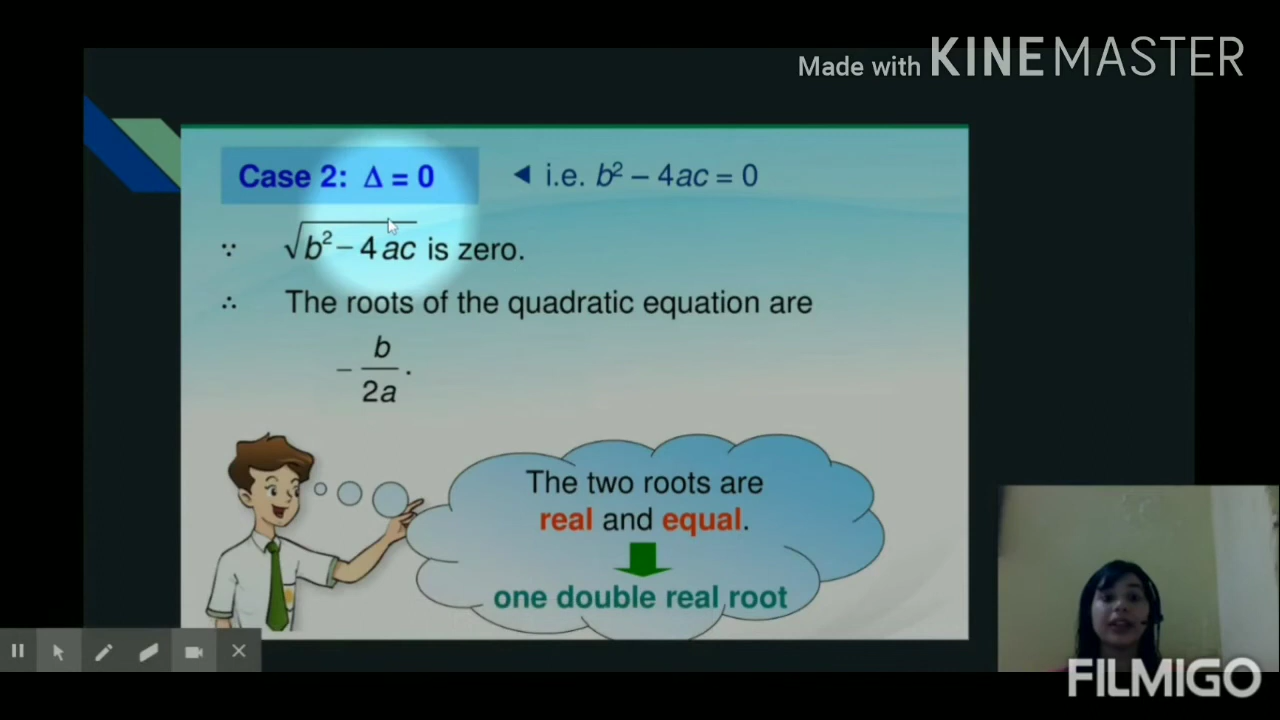 Made with KINEMASTER
Case 2: Δ = 0 ◄ i.e. b² – 4ac = 0
∵ √(b² – 4ac) is zero.
∴ The roots of the quadratic equation are
– b/2a .
The two roots are
real and equal.
one double real root
FILMIGO